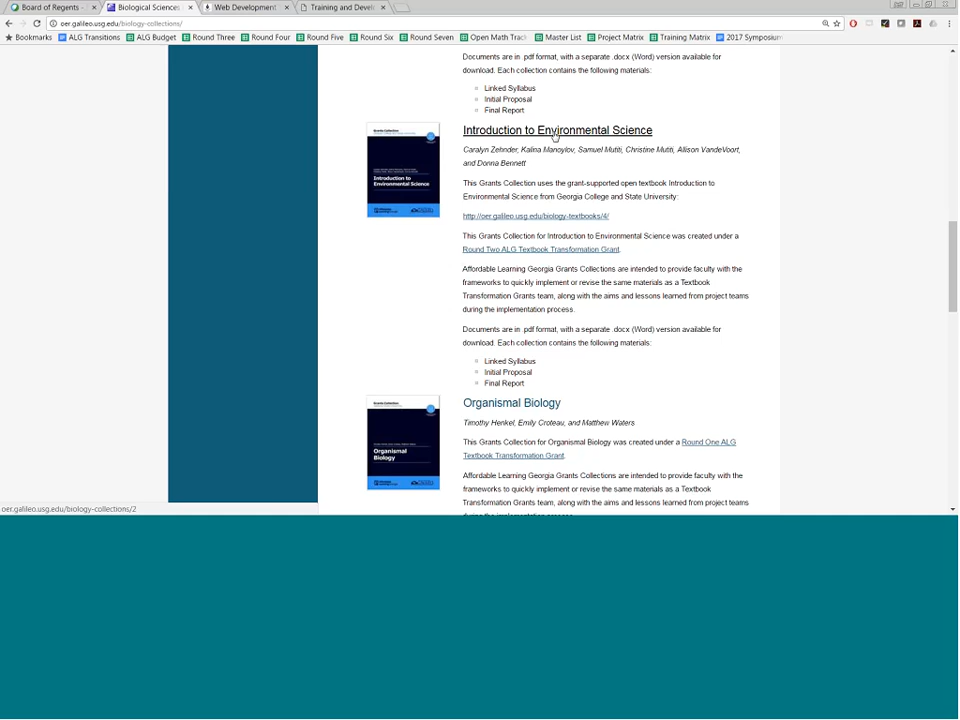 Board of Regents -
Biological Sciences
Web Development
Training and Devel
oer.galileo.usg.edu/biology-collections/
Bookmarks ALG Transitions ALG Budget Round Three Round Four Round Five Round Six Round Seven Open Math Track Master List Project Matrix Training Matrix 2017 Symposium
Documents are in .pdf format, with a separate .docx (Word) version available for
download. Each collection contains the following materials:
Linked Syllabus
Initial Proposal
Final Report
Introduction to Environmental Science
Caralyn Zehnder, Kalina Manoylov, Samuel Mutiti, Christine Mutiti, Allison VandeVoort,
and Donna Bennett
Grants Collection
Introduction to
Environmental Science
This Grants Collection uses the grant-supported open textbook Introduction to
Environmental Science from Georgia College and State University:
http://oer.galileo.usg.edu/biology-textbooks/4/
This Grants Collection for Introduction to Environmental Science was created under a
Round Two ALG Textbook Transformation Grant.
Affordable Learning Georgia Grants Collections are intended to provide faculty with the
frameworks to quickly implement or revise the same materials as a Textbook
Transformation Grants team, along with the aims and lessons learned from project teams
during the implementation process.
Documents are in .pdf format, with a separate .docx (Word) version available for
download. Each collection contains the following materials:
Linked Syllabus
Initial Proposal
Final Report
Organismal Biology
Timothy Henkel, Emily Croteau, and Matthew Waters
Grants Collection
Organismal
Biology
This Grants Collection for Organismal Biology was created under a Round One ALG
Textbook Transformation Grant.
Affordable Learning Georgia Grants Collections are intended to provide faculty with the
frameworks to quickly implement or revise the same materials as a Textbook
Transformation Grants team, along with the aims and lessons learned from project teams
during the implementation process.
oer.galileo.usg.edu/biology-collections/2